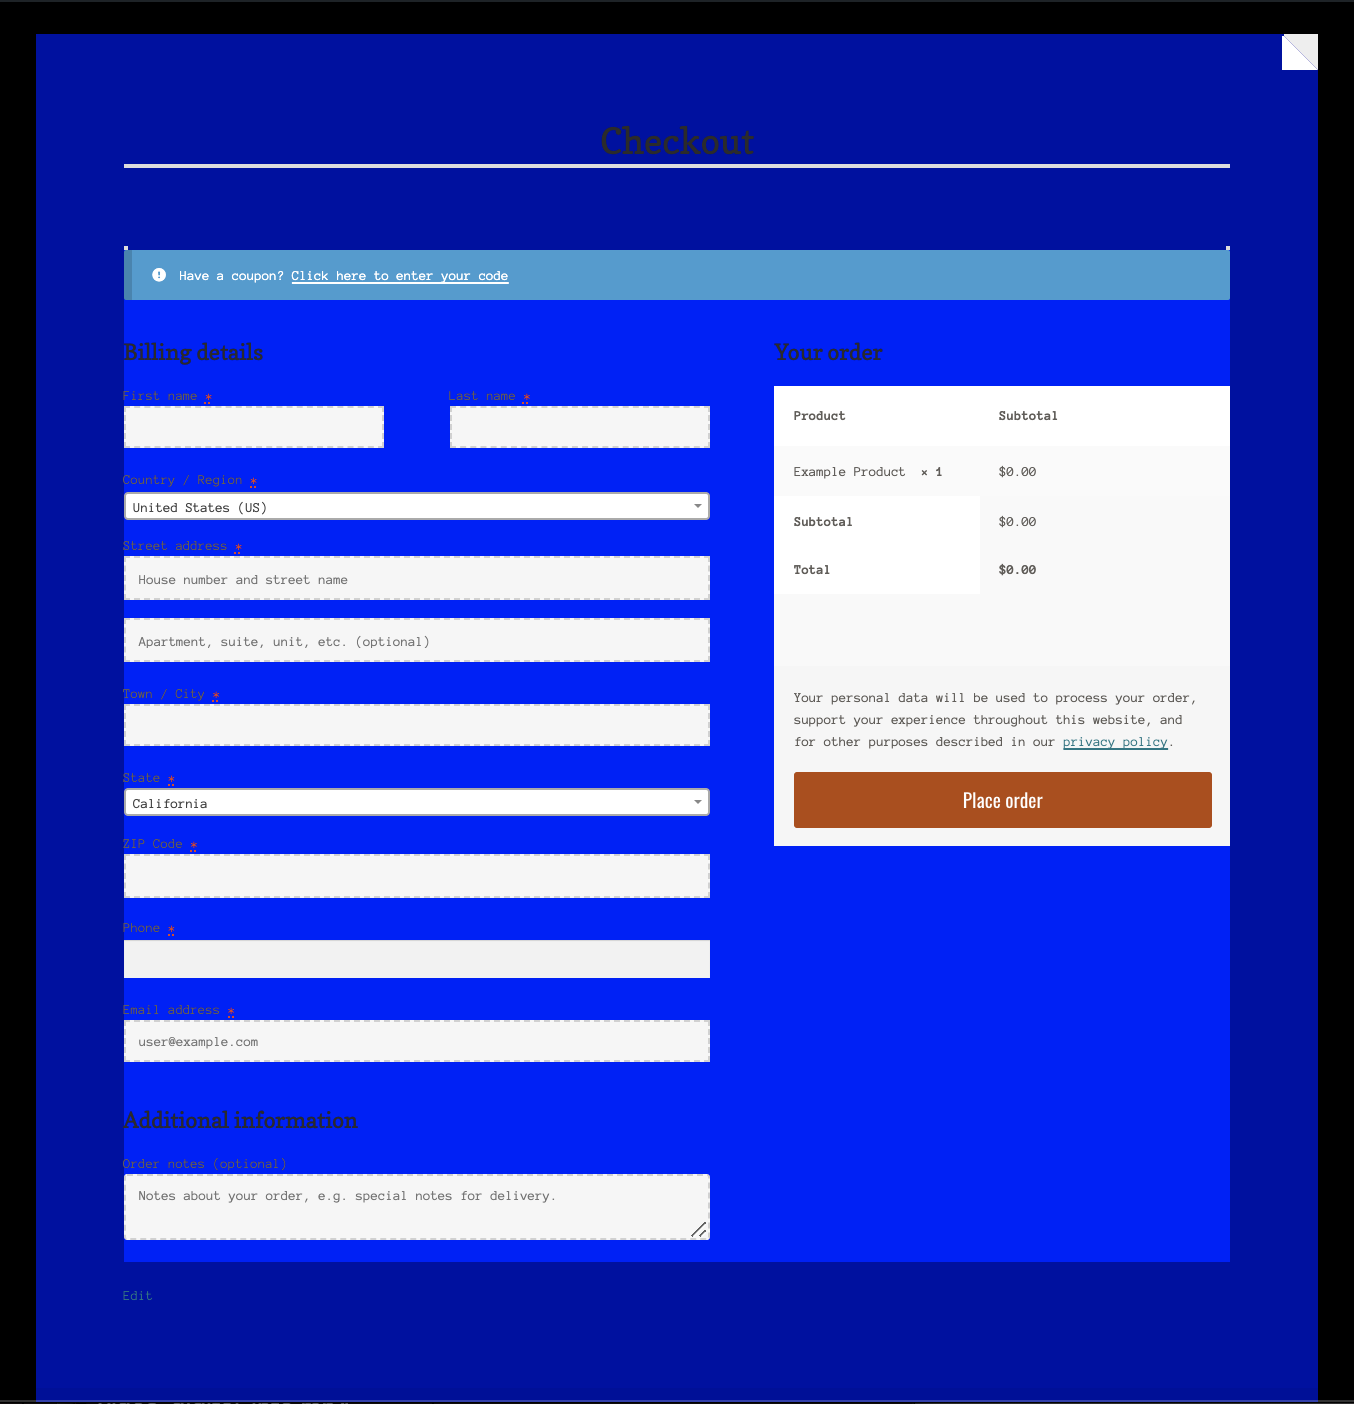 Checkout
Have a coupon? Click here to enter your code
Billing details
First name *
Last name *
Country / Region *
United States (US)
Street address *
House number and street name
Apartment, suite, unit, etc. (optional)
Town / City *
State *
California
ZIP Code *
Phone *
Email address *
user@example.com
Additional information
Order notes (optional)
Notes about your order, e.g. special notes for delivery.
Your order
Product Subtotal
Example Product × 1 $0.00
Subtotal $0.00
Total $0.00
Your personal data will be used to process your order,
support your experience throughout this website, and
for other purposes described in our privacy policy.
Place order
Edit